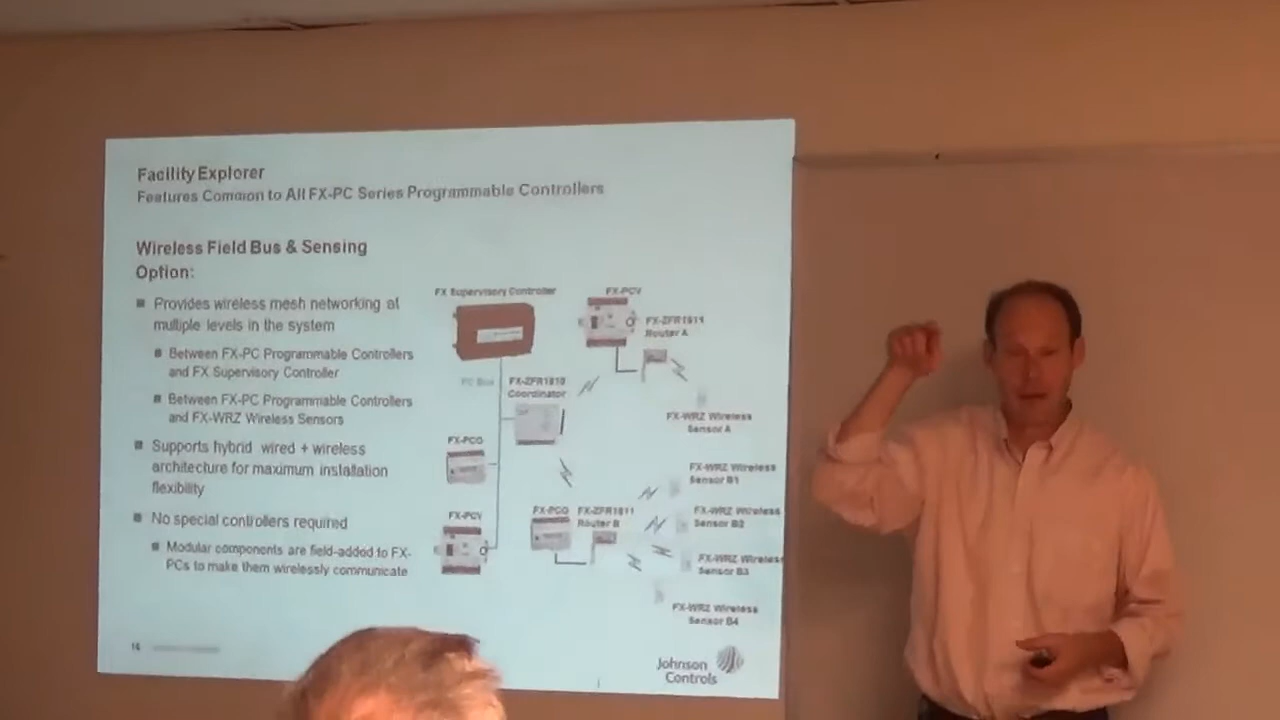 Facility Explorer
Features Common to All FX-PC Series Programmable Controllers
Wireless Field Bus & Sensing
Option:
Provides wireless mesh networking at
multiple levels in the system
Between FX-PC Programmable Controllers
and FX Supervisory Controller
Between FX-PC Programmable Controllers
and FX-WRZ Wireless Sensors
Supports hybrid wired + wireless
architecture for maximum installation
flexibility
No special controllers required
Modular components are field-added to FX-
PCs to make them wirelessly communicate
FX Supervisory Controller
FX-PCV
FX-ZFR1811
Router A
FX-WRZ Wireless
Sensor A
Bus
FX-ZFR1810
Coordinator
FX-PCG
FX-PCV
FX-PCG
FX-ZFR1811
Router B
FX-WRZ Wireless
Sensor B1
FX-WRZ Wireless
Sensor B2
FX-WRZ Wireless
Sensor B3
FX-WRZ Wireless
Sensor B4
Johnson
Controls